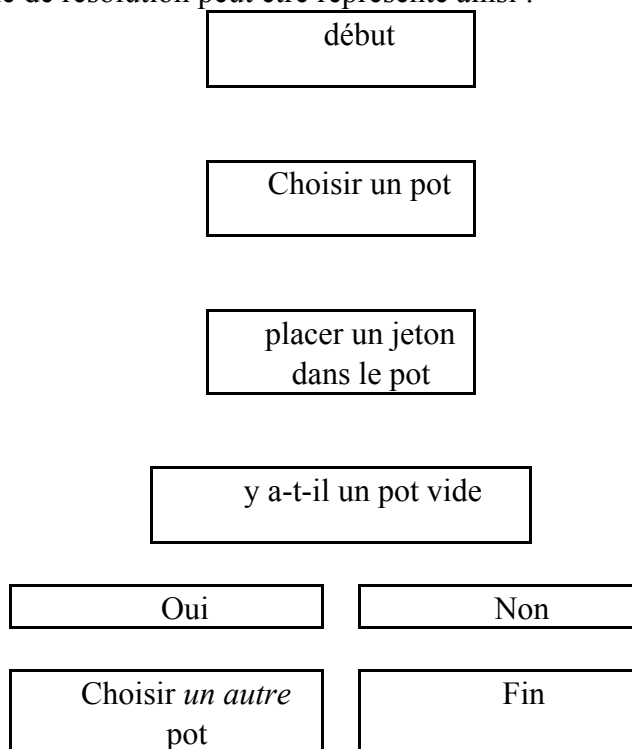 de résolution peut être représenté ainsi :
début
Choisir un pot
placer un jeton
dans le pot
y a-t-il un pot vide
Oui
Non
Choisir un autre
pot
Fin